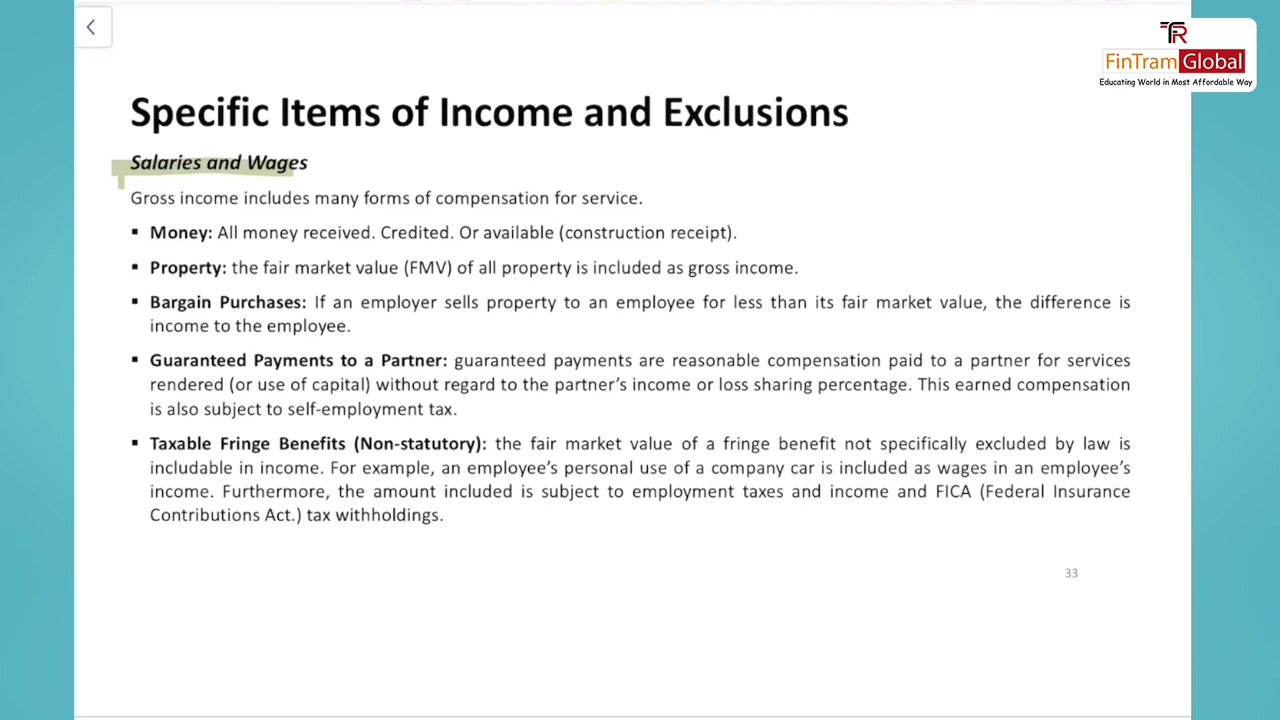 TR
FinTram Global
Educating World in Most Affordable Way
Specific Items of Income and Exclusions
Salaries and Wages
Gross income includes many forms of compensation for service.
▪ Money: All money received. Credited. Or available (construction receipt).
▪ Property: the fair market value (FMV) of all property is included as gross income.
▪ Bargain Purchases: If an employer sells property to an employee for less than its fair market value, the difference is
income to the employee.
▪ Guaranteed Payments to a Partner: guaranteed payments are reasonable compensation paid to a partner for services
rendered (or use of capital) without regard to the partner's income or loss sharing percentage. This earned compensation
is also subject to self-employment tax.
▪ Taxable Fringe Benefits (Non-statutory): the fair market value of a fringe benefit not specifically excluded by law is
includable in income. For example, an employee's personal use of a company car is included as wages in an employee's
income. Furthermore, the amount included is subject to employment taxes and income and FICA (Federal Insurance
Contributions Act.) tax withholdings.
33